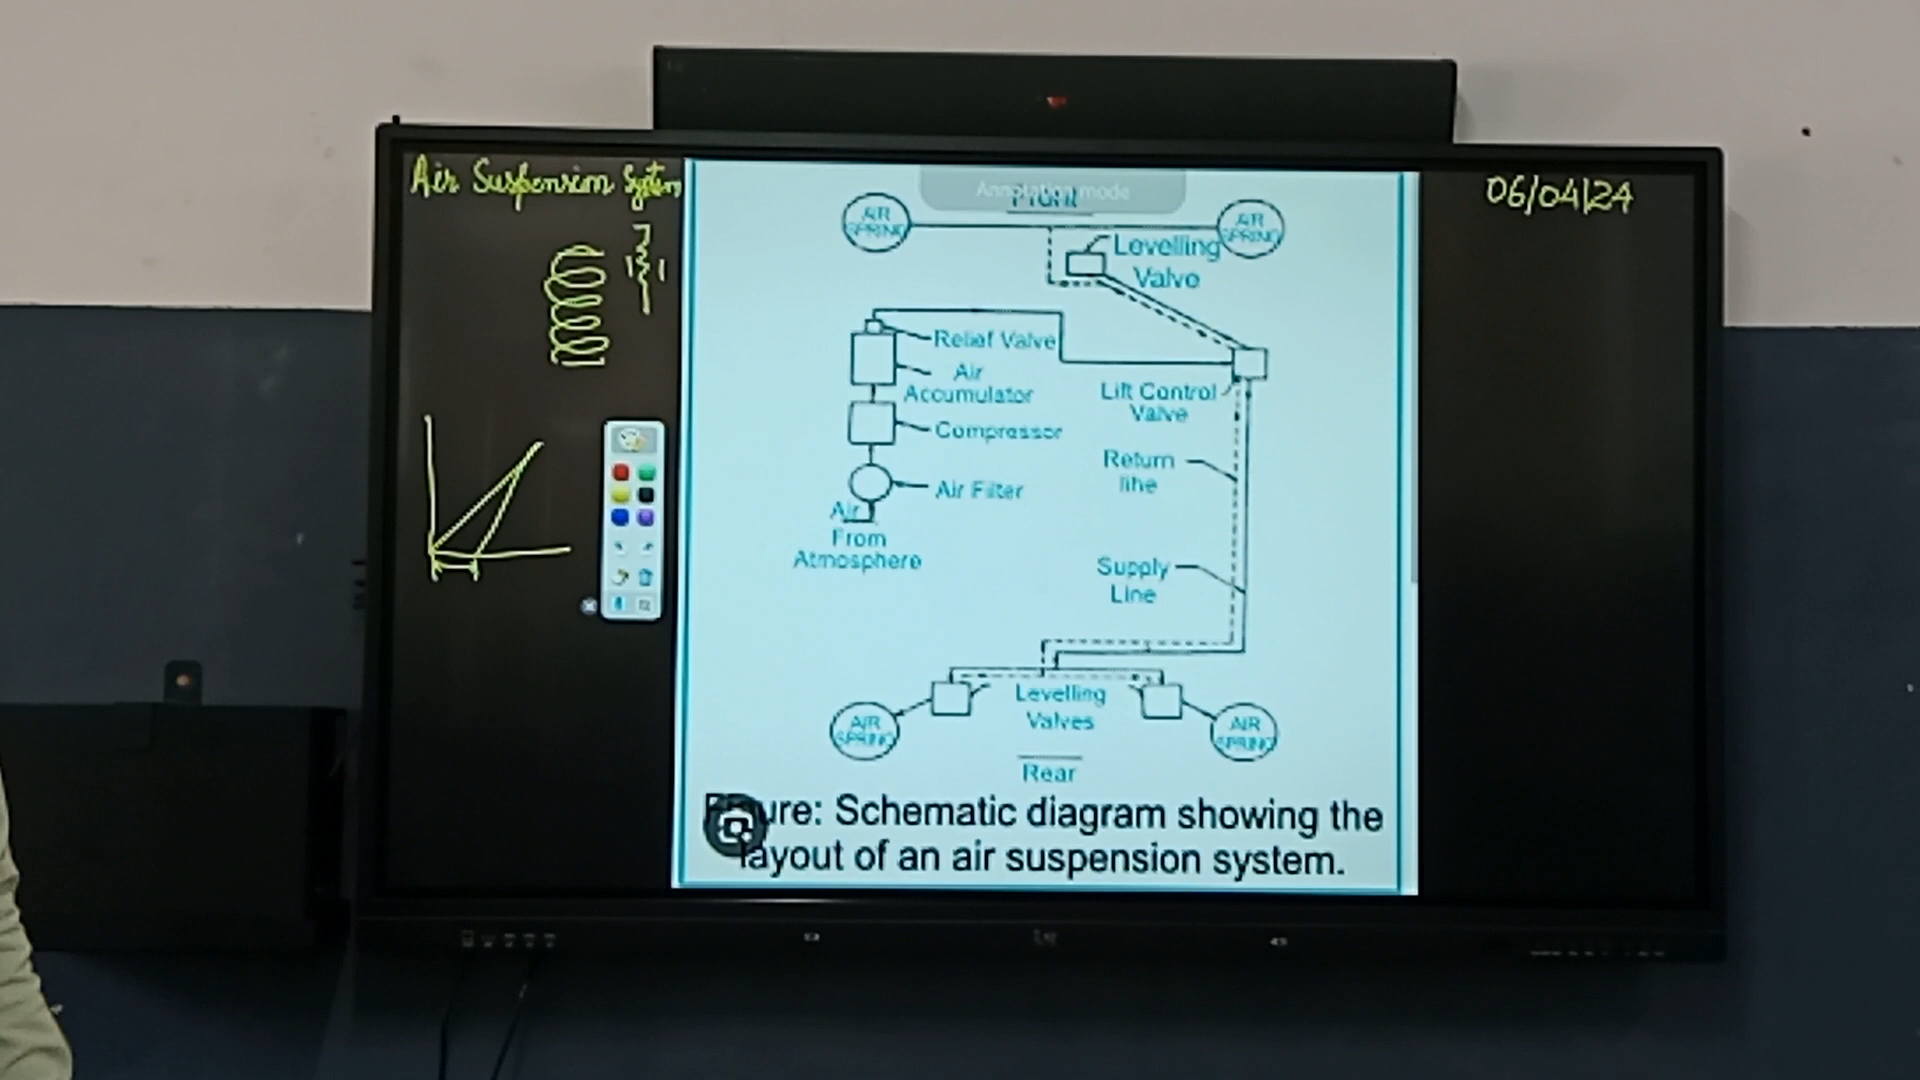 Air Suspension System
06/04/24
Annotation mode
Front
AIR
SPRING
AIR
SPRING
Levelling
Valve
Relief Valve
Air
Accumulator
Compressor
Lift Control
Valve
Return
line
Air Filter
Air
From
Atmosphere
Supply
Line
Levelling
Valves
AIR
SPRING
AIR
SPRING
Rear
Figure: Schematic diagram showing the
layout of an air suspension system.